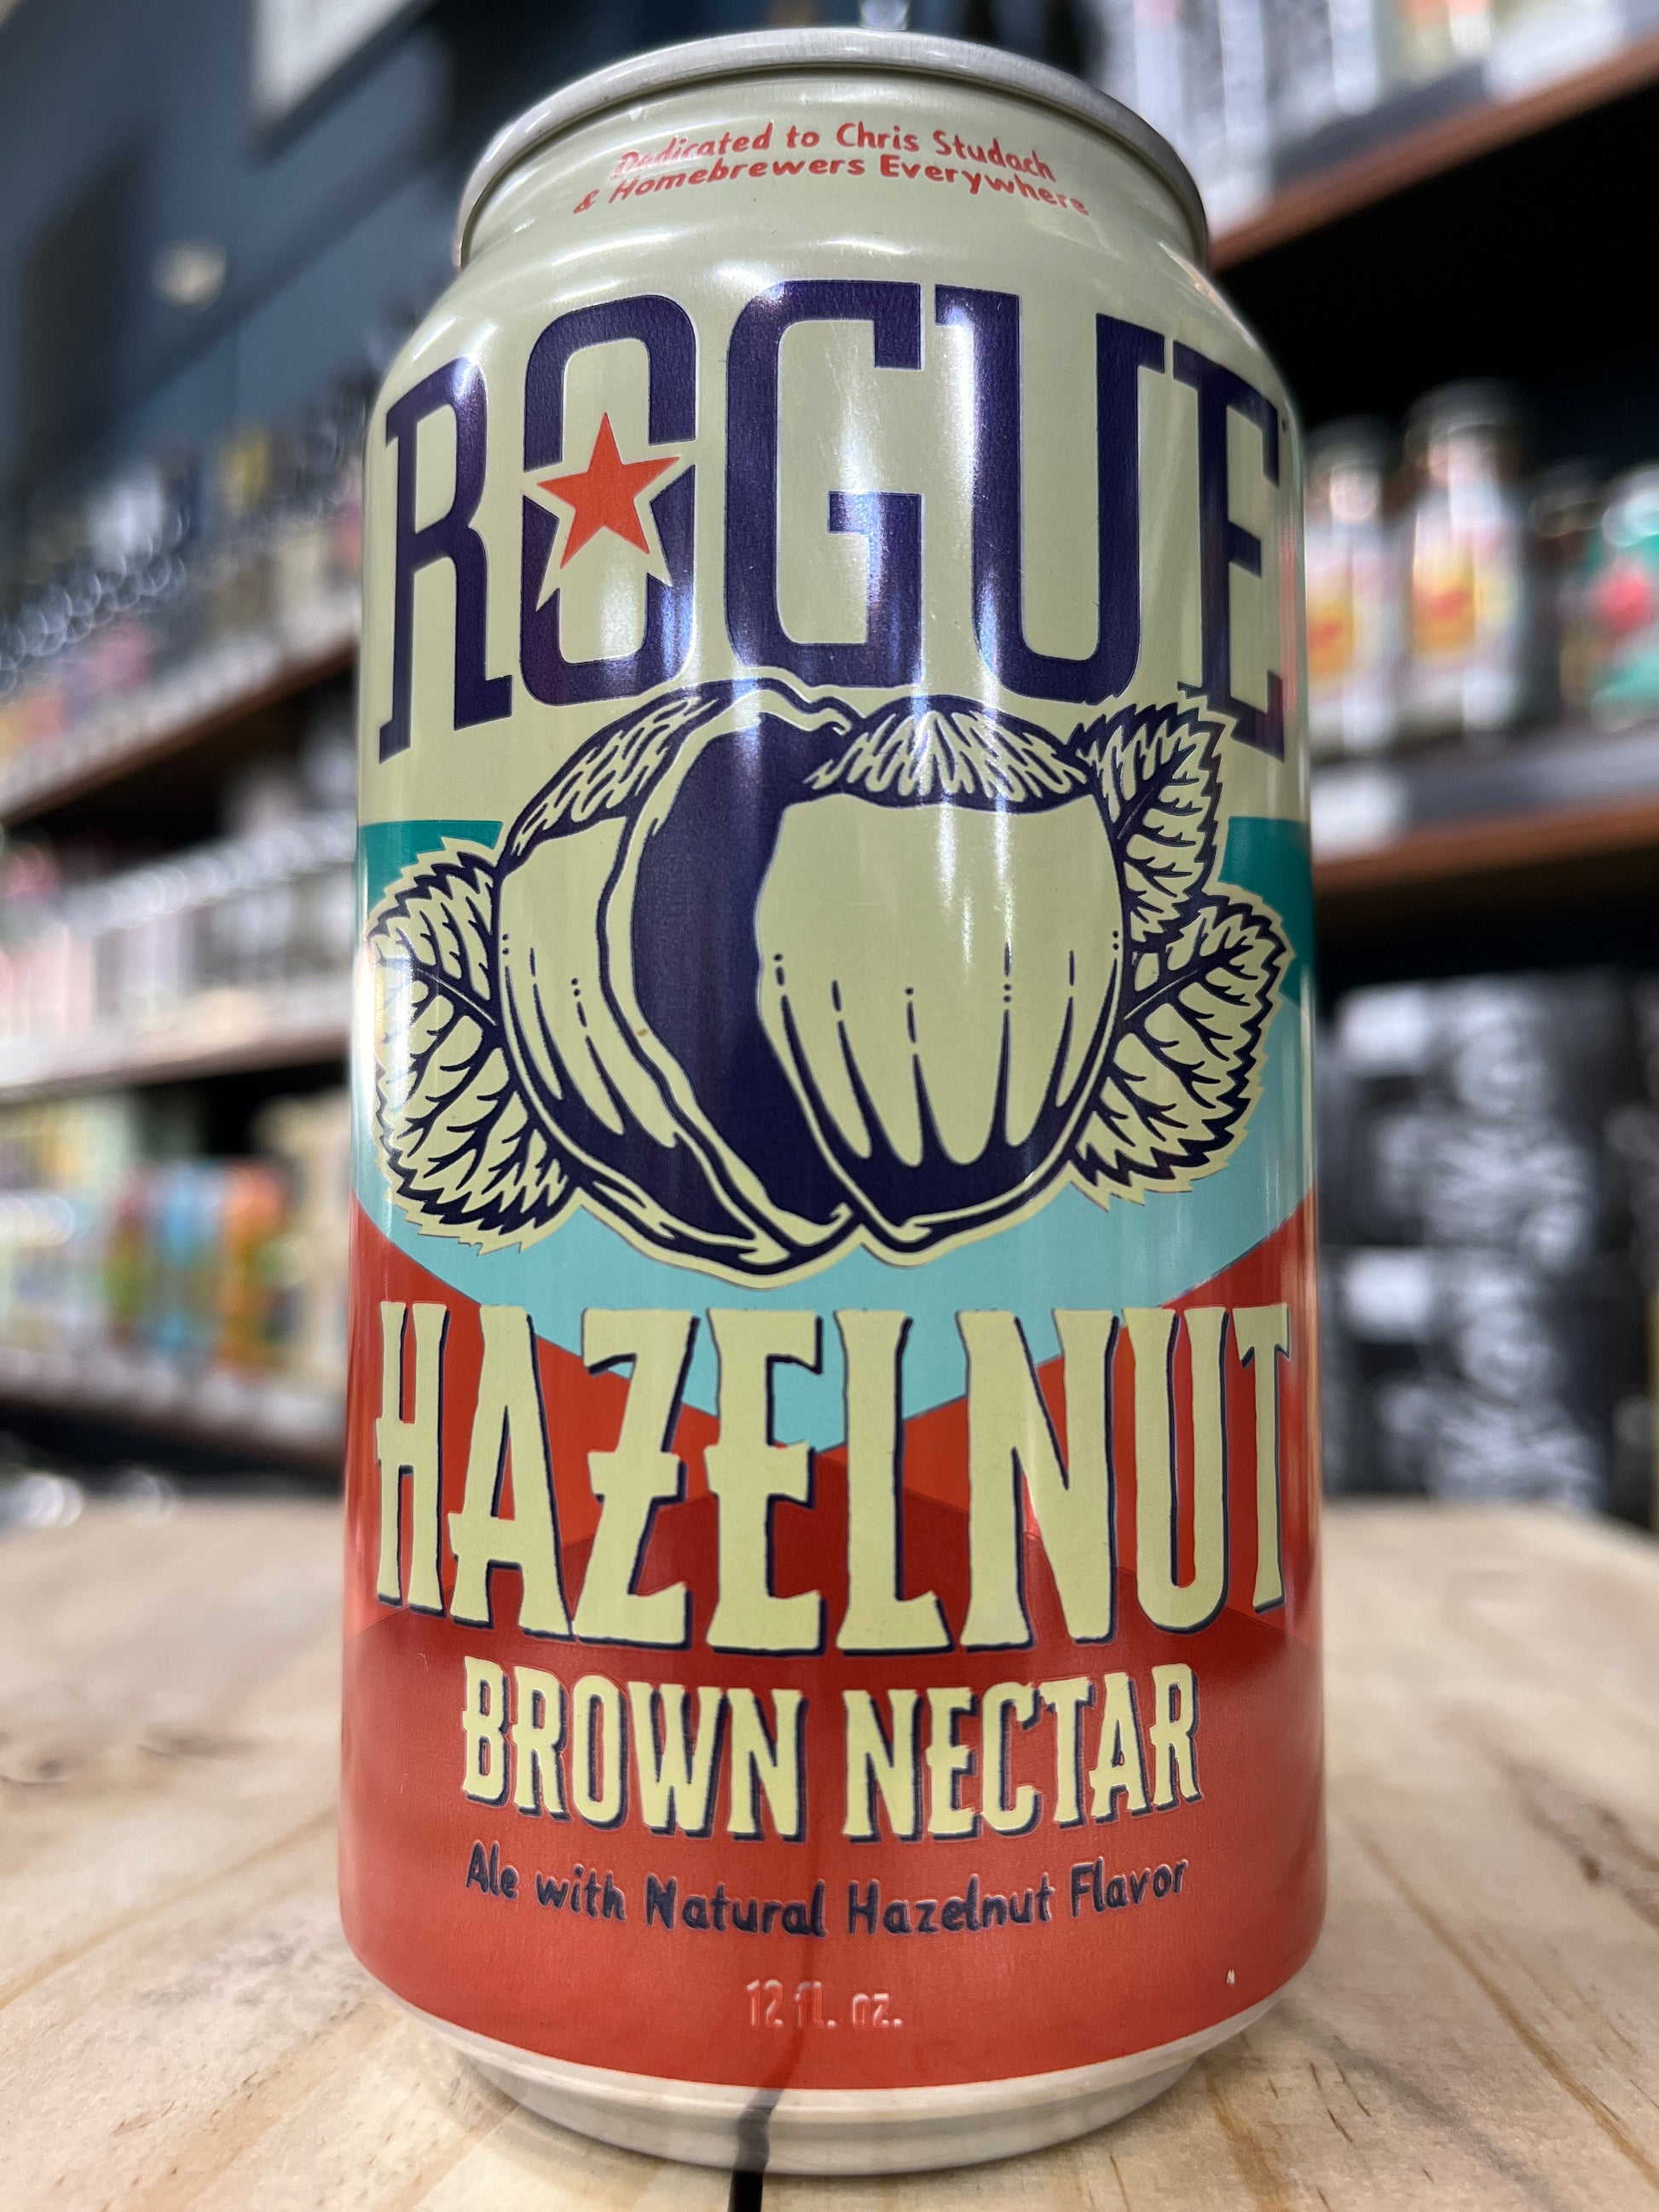 Dedicated to Chris Studach
& Homebrewers Everywhere
ROGUE
HAZELNUT
BROWN NECTAR
Ale with Natural Hazelnut Flavor
12 fl. oz.